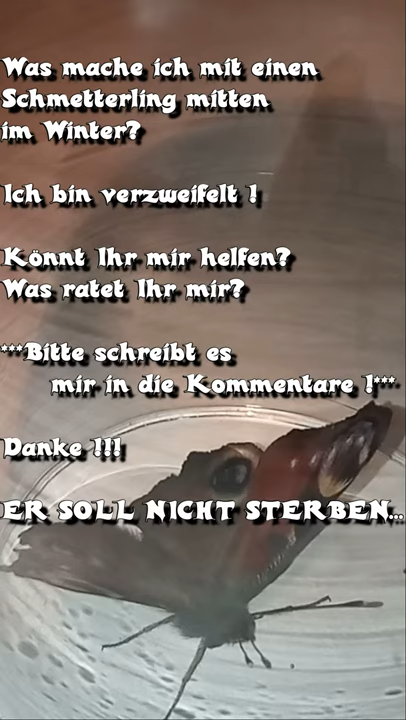 Was mache ich mit einen
Schmetterling mitten
im Winter?
Ich bin verzweifelt !
Könnt Ihr mir helfen?
Was ratet Ihr mir?
***Bitte schreibt es
mir in die Kommentare !***
Danke !!!
ER SOLL NICHT STERBEN...